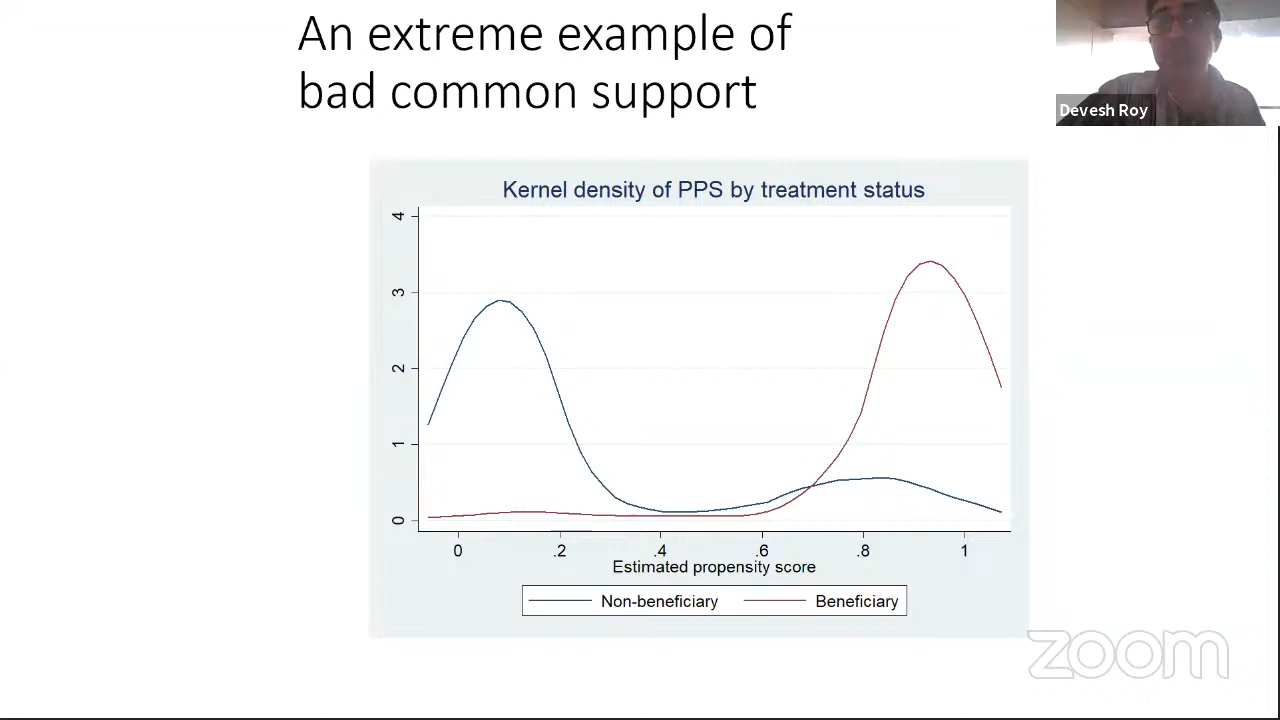 An extreme example of
bad common support
Devesh Roy
Kernel density of PPS by treatment status
4
3
2
1
0
0 .2 .4 .6 .8 1
Estimated propensity score
Non-beneficiary Beneficiary
zoom